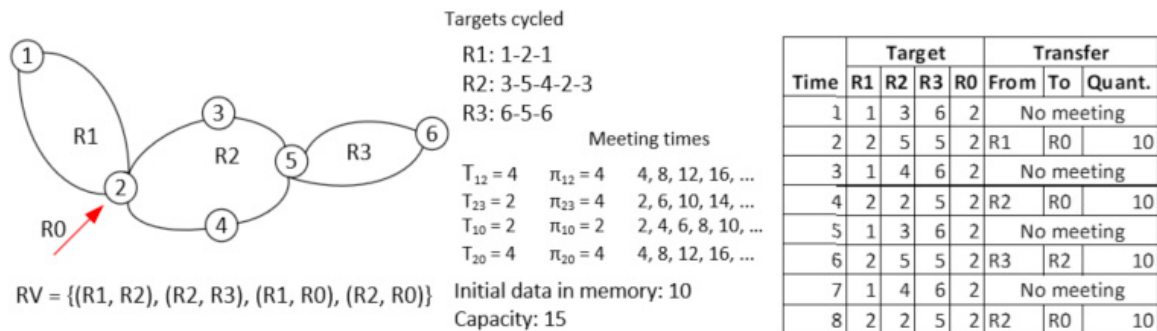 Targets cycled
R1: 1-2-1
R2: 3-5-4-2-3
R3: 6-5-6
1
2
3
4
5
6
R1
R2
R3
R0
RV = {(R1, R2), (R2, R3), (R1, R0), (R2, R0)}
Meeting times
T12 = 4 π12 = 4 4, 8, 12, 16, ...
T23 = 2 π23 = 4 2, 6, 10, 14, ...
T10 = 2 π10 = 2 2, 4, 6, 8, 10, ...
T20 = 4 π20 = 4 4, 8, 12, 16, ...
Initial data in memory: 10
Capacity: 15
Target Transfer
Time R1 R2 R3 R0 From To Quant.
1 1 3 6 2 No meeting
2 2 5 5 2 R1 R0 10
3 1 4 6 2 No meeting
4 2 2 5 2 R2 R0 10
5 1 3 6 2 No meeting
6 2 5 5 2 R3 R2 10
7 1 4 6 2 No meeting
8 2 2 5 2 R2 R0 10